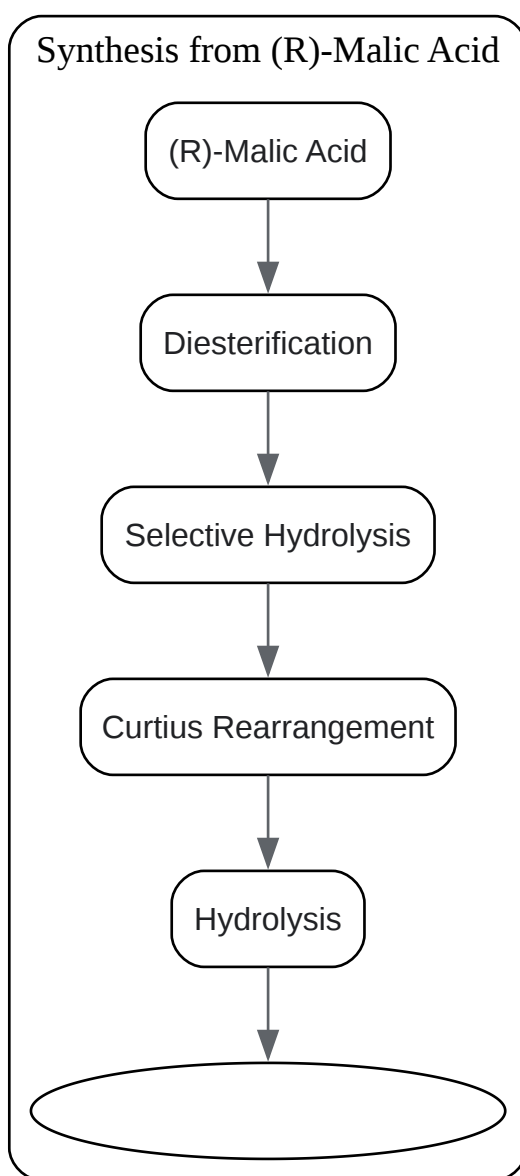 Synthesis from (R)-Malic Acid
(R)-Malic Acid
Diesterification
Selective Hydrolysis
Curtius Rearrangement
Hydrolysis